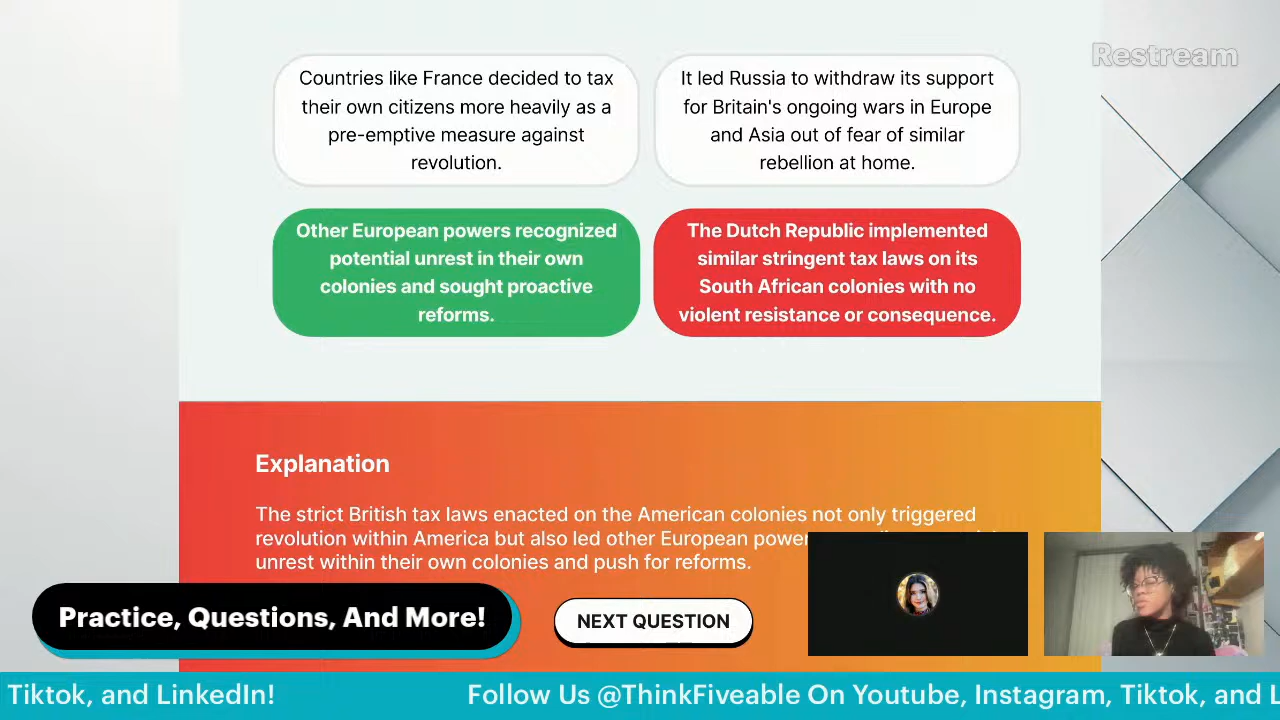 Restream
Countries like France decided to tax
their own citizens more heavily as a
pre-emptive measure against
revolution.
It led Russia to withdraw its support
for Britain's ongoing wars in Europe
and Asia out of fear of similar
rebellion at home.
Other European powers recognized
potential unrest in their own
colonies and sought proactive
reforms.
The Dutch Republic implemented
similar stringent tax laws on its
South African colonies with no
violent resistance or consequence.
Explanation
The strict British tax laws enacted on the American colonies not only triggered
revolution within America but also led other European power
unrest within their own colonies and push for reforms.
Practice, Questions, And More!
NEXT QUESTION
Tiktok, and LinkedIn! Follow Us @ThinkFiveable On Youtube, Instagram, Tiktok, and L